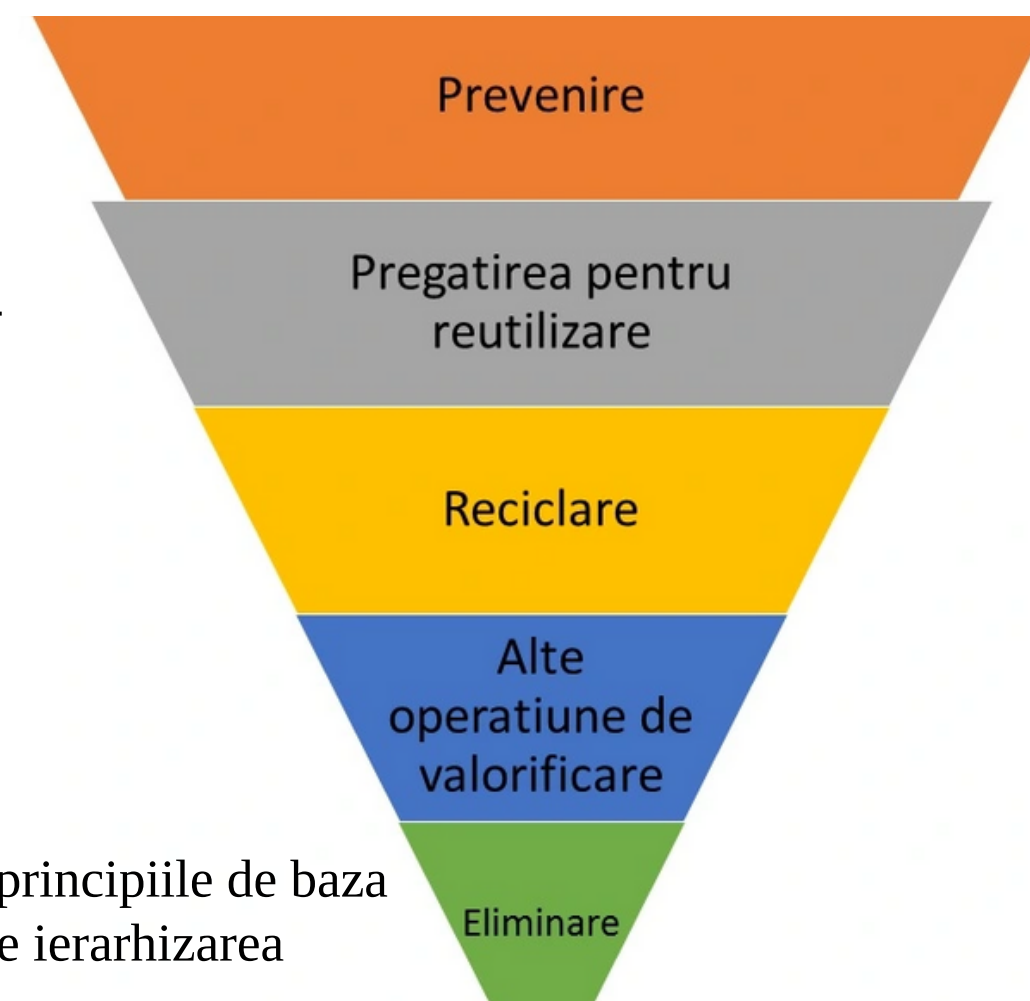 Prevenire
Pregatirea pentru
reutilizare
Reciclare
Alte
operatiune de
valorificare
principiile de baza
Eliminare
ierarhizarea